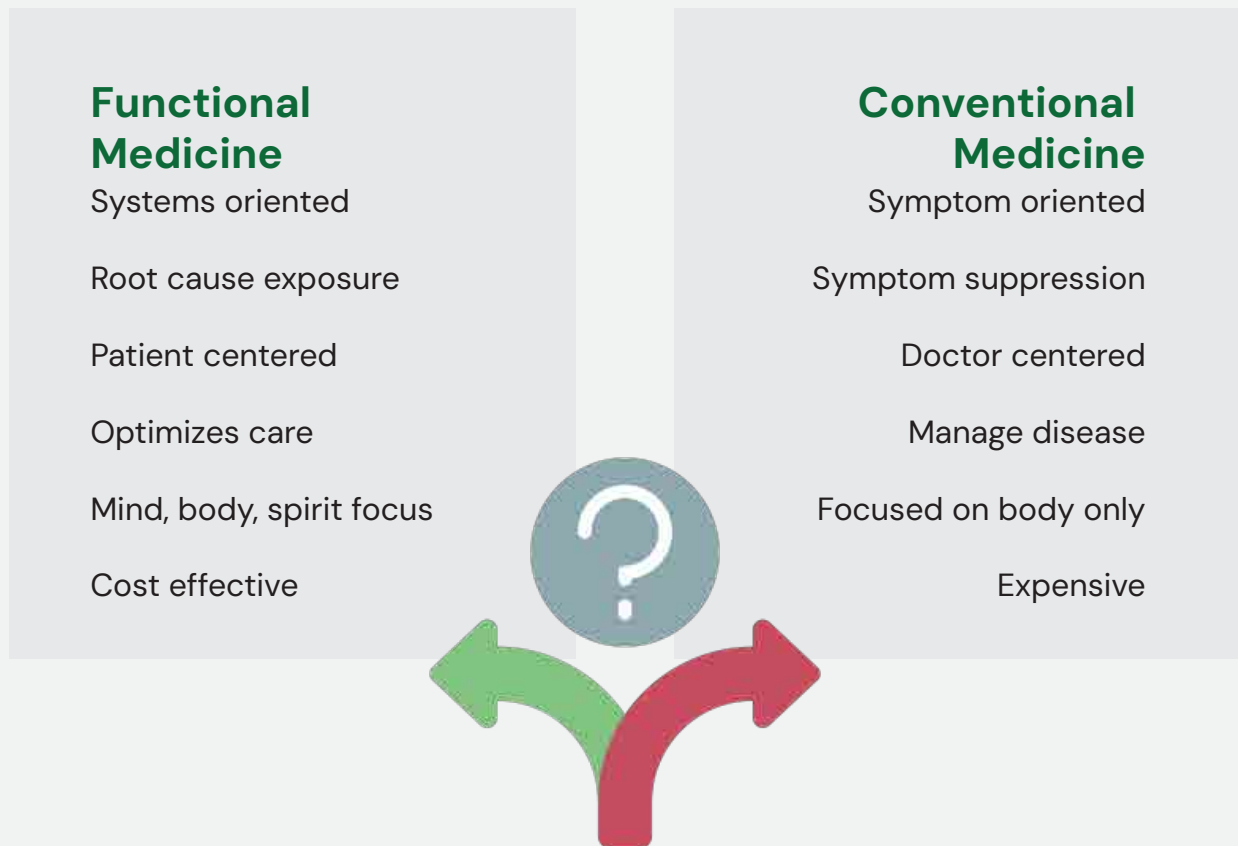 Functional
Medicine
Systems oriented
Root cause exposure
Patient centered
Optimizes care
Mind, body, spirit focus
Cost effective
Conventional
Medicine
Symptom oriented
Symptom suppression
Doctor centered
Manage disease
Focused on body only
Expensive
?